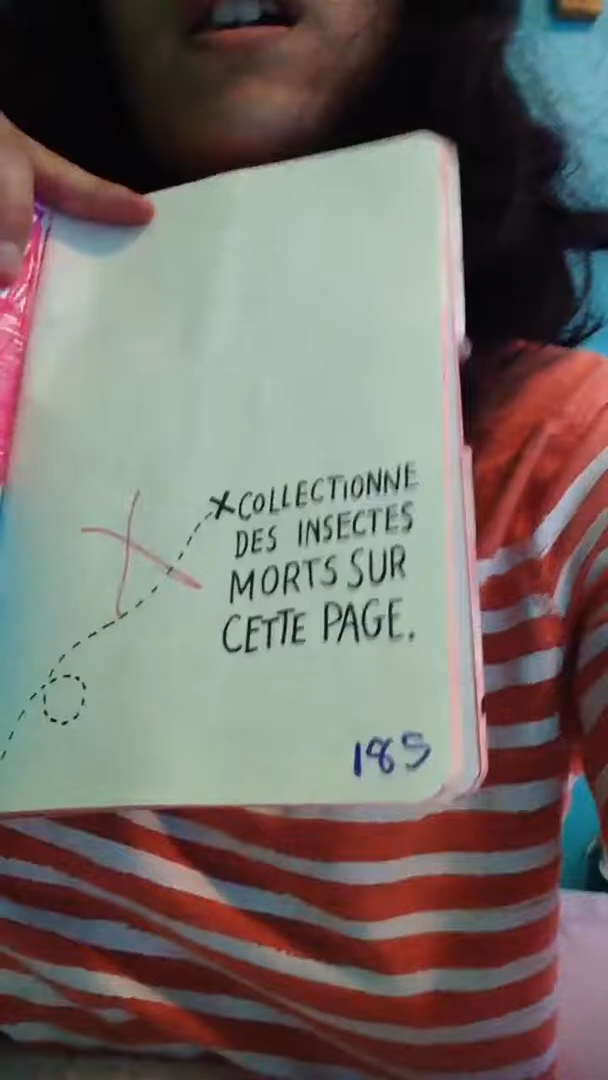 COLLECTIONNE
DES INSECTES
MORTS SUR
CETTE PAGE.
185